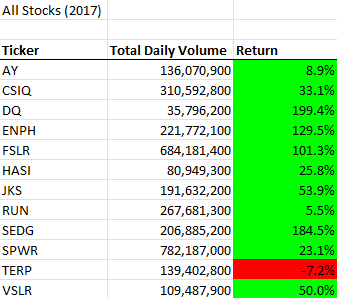 All Stocks (2017)
Ticker Total Daily Volume Return
AY 136,070,900 8.9%
CSIQ 310,592,800 33.1%
DQ 35,796,200 199.4%
ENPH 221,772,100 129.5%
FSLR 684,181,400 101.3%
HASI 80,949,300 25.8%
JKS 191,632,200 53.9%
RUN 267,681,300 5.5%
SEDG 206,885,200 184.5%
SPWR 782,187,000 23.1%
TERP 139,402,800 -7.2%
VSLR 109,487,900 50.0%